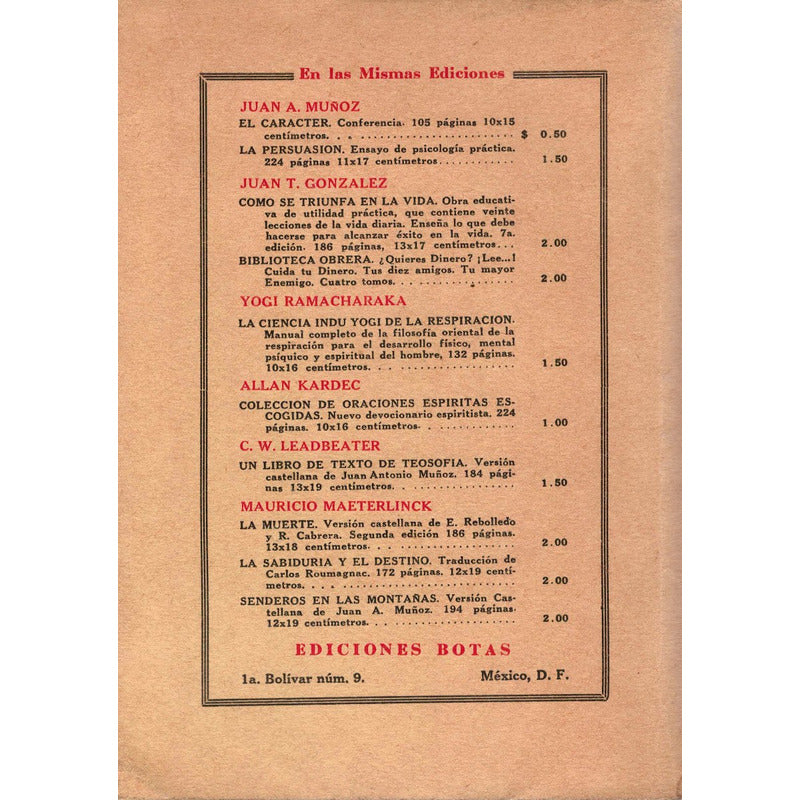 En las Mismas Ediciones
JUAN A. MUÑOZ
EL CARACTER. Conferencia. 105 páginas 10x15
centímetros. . . . . . . . . . . . . . . . . . . . . . . $ 0.50
LA PERSUASION. Ensayo de psicología práctica.
224 páginas 11x17 centímetros. . . . . . . . . . . 1.50
JUAN T. GONZALEZ
COMO SE TRIUNFA EN LA VIDA. Obra educati-
va de utilidad práctica, que contiene veinte
lecciones de la vida diaria. Enseña lo que debe
hacerse para alcanzar éxito en la vida. 7a.
edición. 186 páginas, 13x17 centímetros. . . 2.00
BIBLIOTECA OBRERA. ¿Quieres Dinero? ¡Lee...!
Cuida tu Dinero. Tus diez amigos. Tu mayor
Enemigo. Cuatro tomos. . . . . . . . . . . . . . 2.00
YOGI RAMACHARAKA
LA CIENCIA INDU YOGI DE LA RESPIRACION.
Manual completo de la filosofía oriental de la
respiración para el desarrollo físico, mental
psíquico y espiritual del hombre, 132 páginas.
10x16 centímetros. . . . . . . . . . . . . . . . . . 1.50
ALLAN KARDEC
COLECCION DE ORACIONES ESPIRITAS ES-
COGIDAS. Nuevo devocionario espiritista. 224
páginas. 10x16 centímetros. . . . . . . . . . . . . 1.00
C. W. LEADBEATER
UN LIBRO DE TEXTO DE TEOSOFIA. Versión
castellana de Juan Antonio Muñoz. 184 pági-
nas 13x19 centímetros. . . . . . . . . . . . . . . 1.50
MAURICIO MAETERLINCK
LA MUERTE. Versión castellana de E. Rebolledo
y R. Cabrera. Segunda edición 186 páginas.
13x18 centímetros. . . . . . . . . . . . . . . . . . 2.00
LA SABIDURIA Y EL DESTINO. Traducción de
Carlos Roumagnac. 172 páginas. 12x19 centí-
metros. . . . . . . . . . . . . . . . . . . . . . . . . . 2.00
SENDEROS EN LAS MONTAÑAS. Versión Cas-
tellana de Juan A. Muñoz. 194 páginas.
12x19 centímetros. . . . . . . . . . . . . . . . . . 2.00
EDICIONES BOTAS
1a. Bolívar núm. 9. México, D. F.